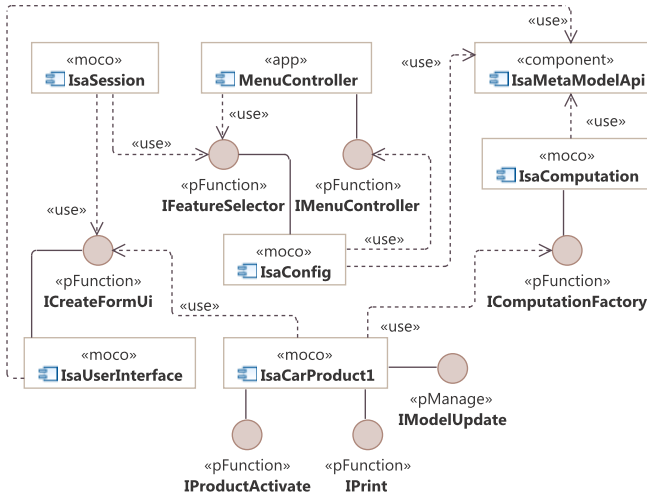 «use»
«moco»
IsaSession
«app»
MenuController
«component»
IsaMetaModelApi
«use»
«use»
«use»
«use»
«moco»
IsaComputation
«pFunction»
IFeatureSelector
«pFunction»
IMenuController
«use»
«use»
«moco»
IsaConfig
«pFunction»
ICreateFormUi
«pFunction»
IComputationFactory
«use»
«use»
«moco»
IsaUserInterface
«moco»
IsaCarProduct1
«pManage»
IModelUpdate
«pFunction»
IProductActivate
«pFunction»
IPrint